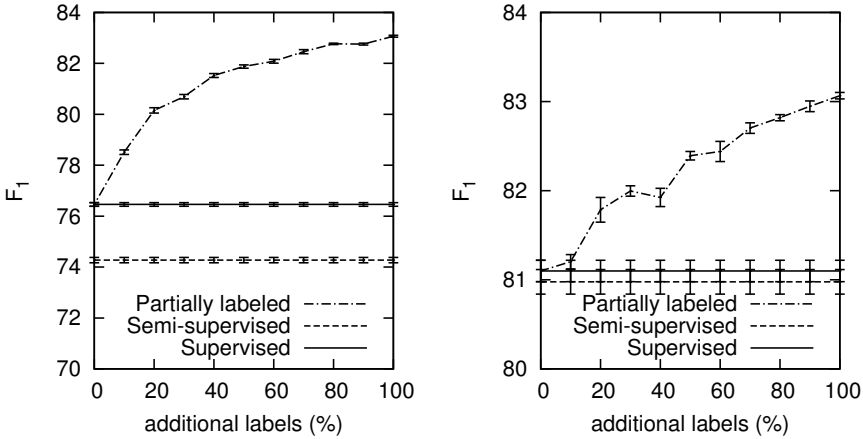 84
82
80
78
76
74
72
70
F1
Partially labeled
Semi-supervised
Supervised
0 20 40 60 80 100
additional labels (%)
84
83
82
81
80
F1
Partially labeled
Semi-supervised
Supervised
0 20 40 60 80 100
additional labels (%)